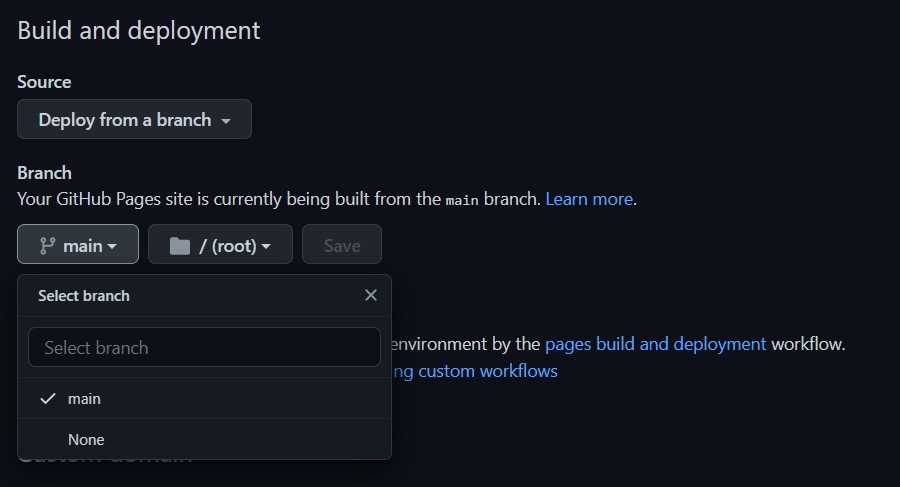 Build and deployment
Source
Deploy from a branch
Branch
Your GitHub Pages site is currently being built from the main branch. Learn more.
main / (root) Save
Select branch
Select branch
environment by the pages build and deployment workflow.
custom workflows
main
None